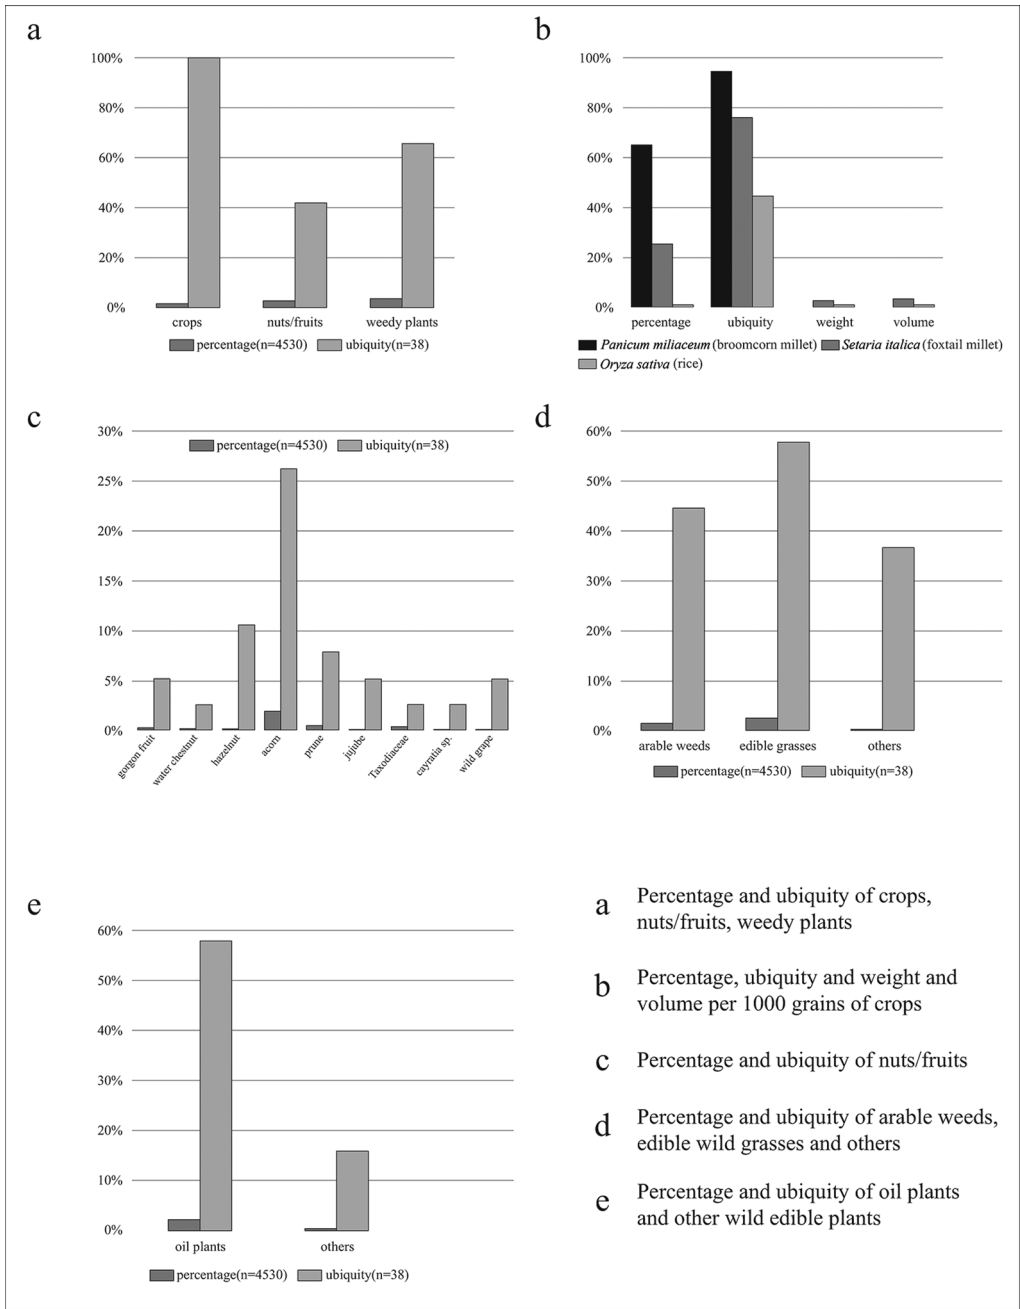 a
100%
80%
60%
40%
20%
0%
crops nuts/fruits weedy plants
percentage(n=4530) ubiquity(n=38)
b
100%
80%
60%
40%
20%
0%
percentage ubiquity weight volume
Panicum miliaceum (broomcorn millet) Setaria italica (foxtail millet)
Oryza sativa (rice)
c
30%
percentage(n=4530) ubiquity(n=38)
25%
20%
15%
10%
5%
0%
gorgon fruit
water chestnut
hazelnut
acorn
prune
jujube
Taxodiaceae
cayratia sp.
wild grape
d
60%
50%
40%
30%
20%
10%
0%
arable weeds edible grasses others
percentage(n=4530) ubiquity(n=38)
e
60%
50%
40%
30%
20%
10%
0%
oil plants others
percentage(n=4530) ubiquity(n=38)
a Percentage and ubiquity of crops,
nuts/fruits, weedy plants
b Percentage, ubiquity and weight and
volume per 1000 grains of crops
c Percentage and ubiquity of nuts/fruits
d Percentage and ubiquity of arable weeds,
edible wild grasses and others
e Percentage and ubiquity of oil plants
and other wild edible plants